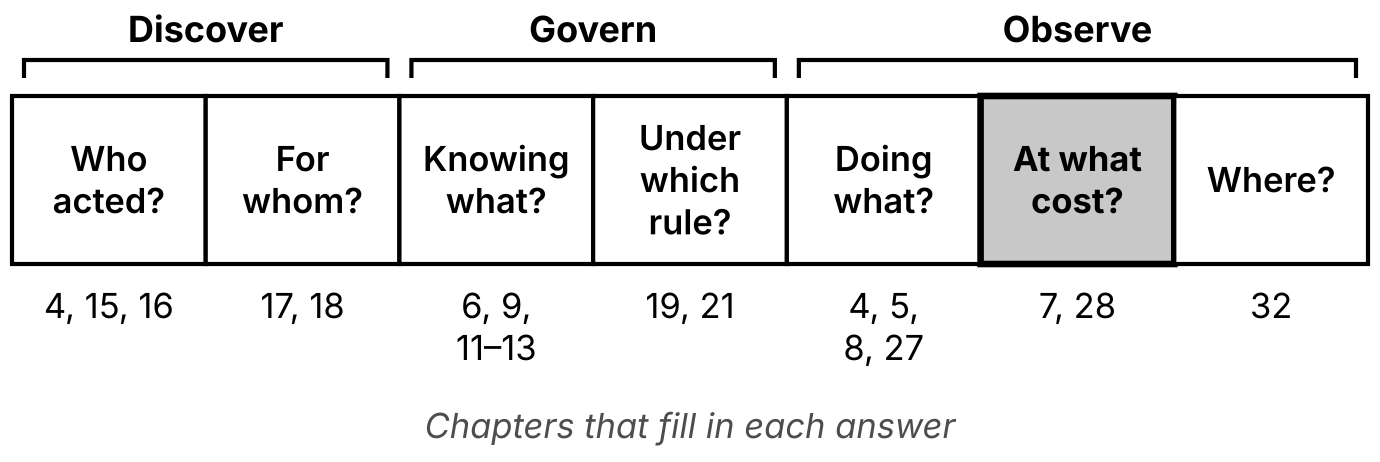 Discover
Govern
Observe
Who
acted?
For
whom?
Knowing
what?
Under
which
rule?
Doing
what?
At what
cost?
Where?
4, 15, 16
17, 18
6, 9,
11–13
19, 21
4, 5,
8, 27
7, 28
32
Chapters that fill in each answer